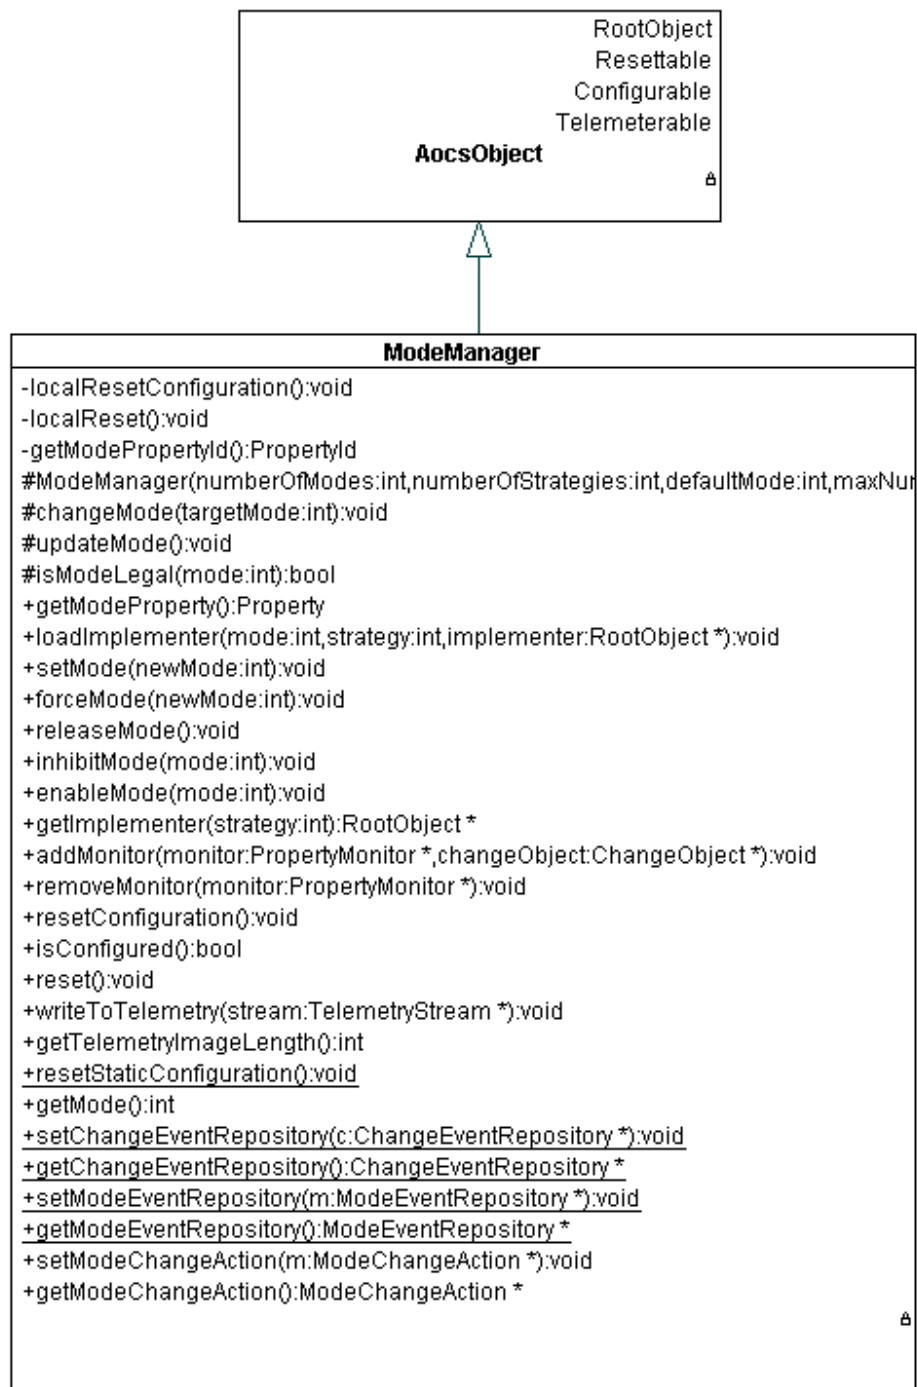 RootObject
Resettable
Configurable
Telemeterable
AocsObject
ModeManager
-localResetConfiguration():void
-localReset():void
-getModePropertyId():PropertyId
#ModeManager(numberOfModes:int,numberOfStrategies:int,defaultMode:int,maxNur
#changeMode(targetMode:int):void
#updateMode():void
#isModeLegal(mode:int):bool
+getModeProperty():Property
+loadImplementer(mode:int,strategy:int,implementer:RootObject *):void
+setMode(newMode:int):void
+forceMode(newMode:int):void
+releaseMode():void
+inhibitMode(mode:int):void
+enableMode(mode:int):void
+getImplementer(strategy:int):RootObject *
+addMonitor(monitor:PropertyMonitor *,changeObject:ChangeObject *):void
+removeMonitor(monitor:PropertyMonitor *):void
+resetConfiguration():void
+isConfigured():bool
+reset():void
+writeToTelemetry(stream:TelemetryStream *):void
+getTelemetryImageLength():int
+resetStaticConfiguration():void
+getMode():int
+setChangeEventRepository(c:ChangeEventRepository *):void
+getChangeEventRepository():ChangeEventRepository *
+setModeEventRepository(m:ModeEventRepository *):void
+getModeEventRepository():ModeEventRepository *
+setModeChangeAction(m:ModeChangeAction *):void
+getModeChangeAction():ModeChangeAction *